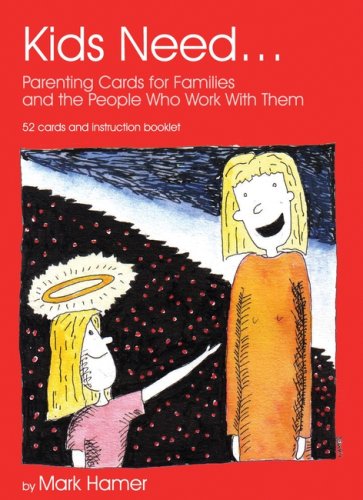 Kids Need...
Parenting Cards for Families
and the People Who Work With Them
52 cards and instruction booklet
by Mark Hamer